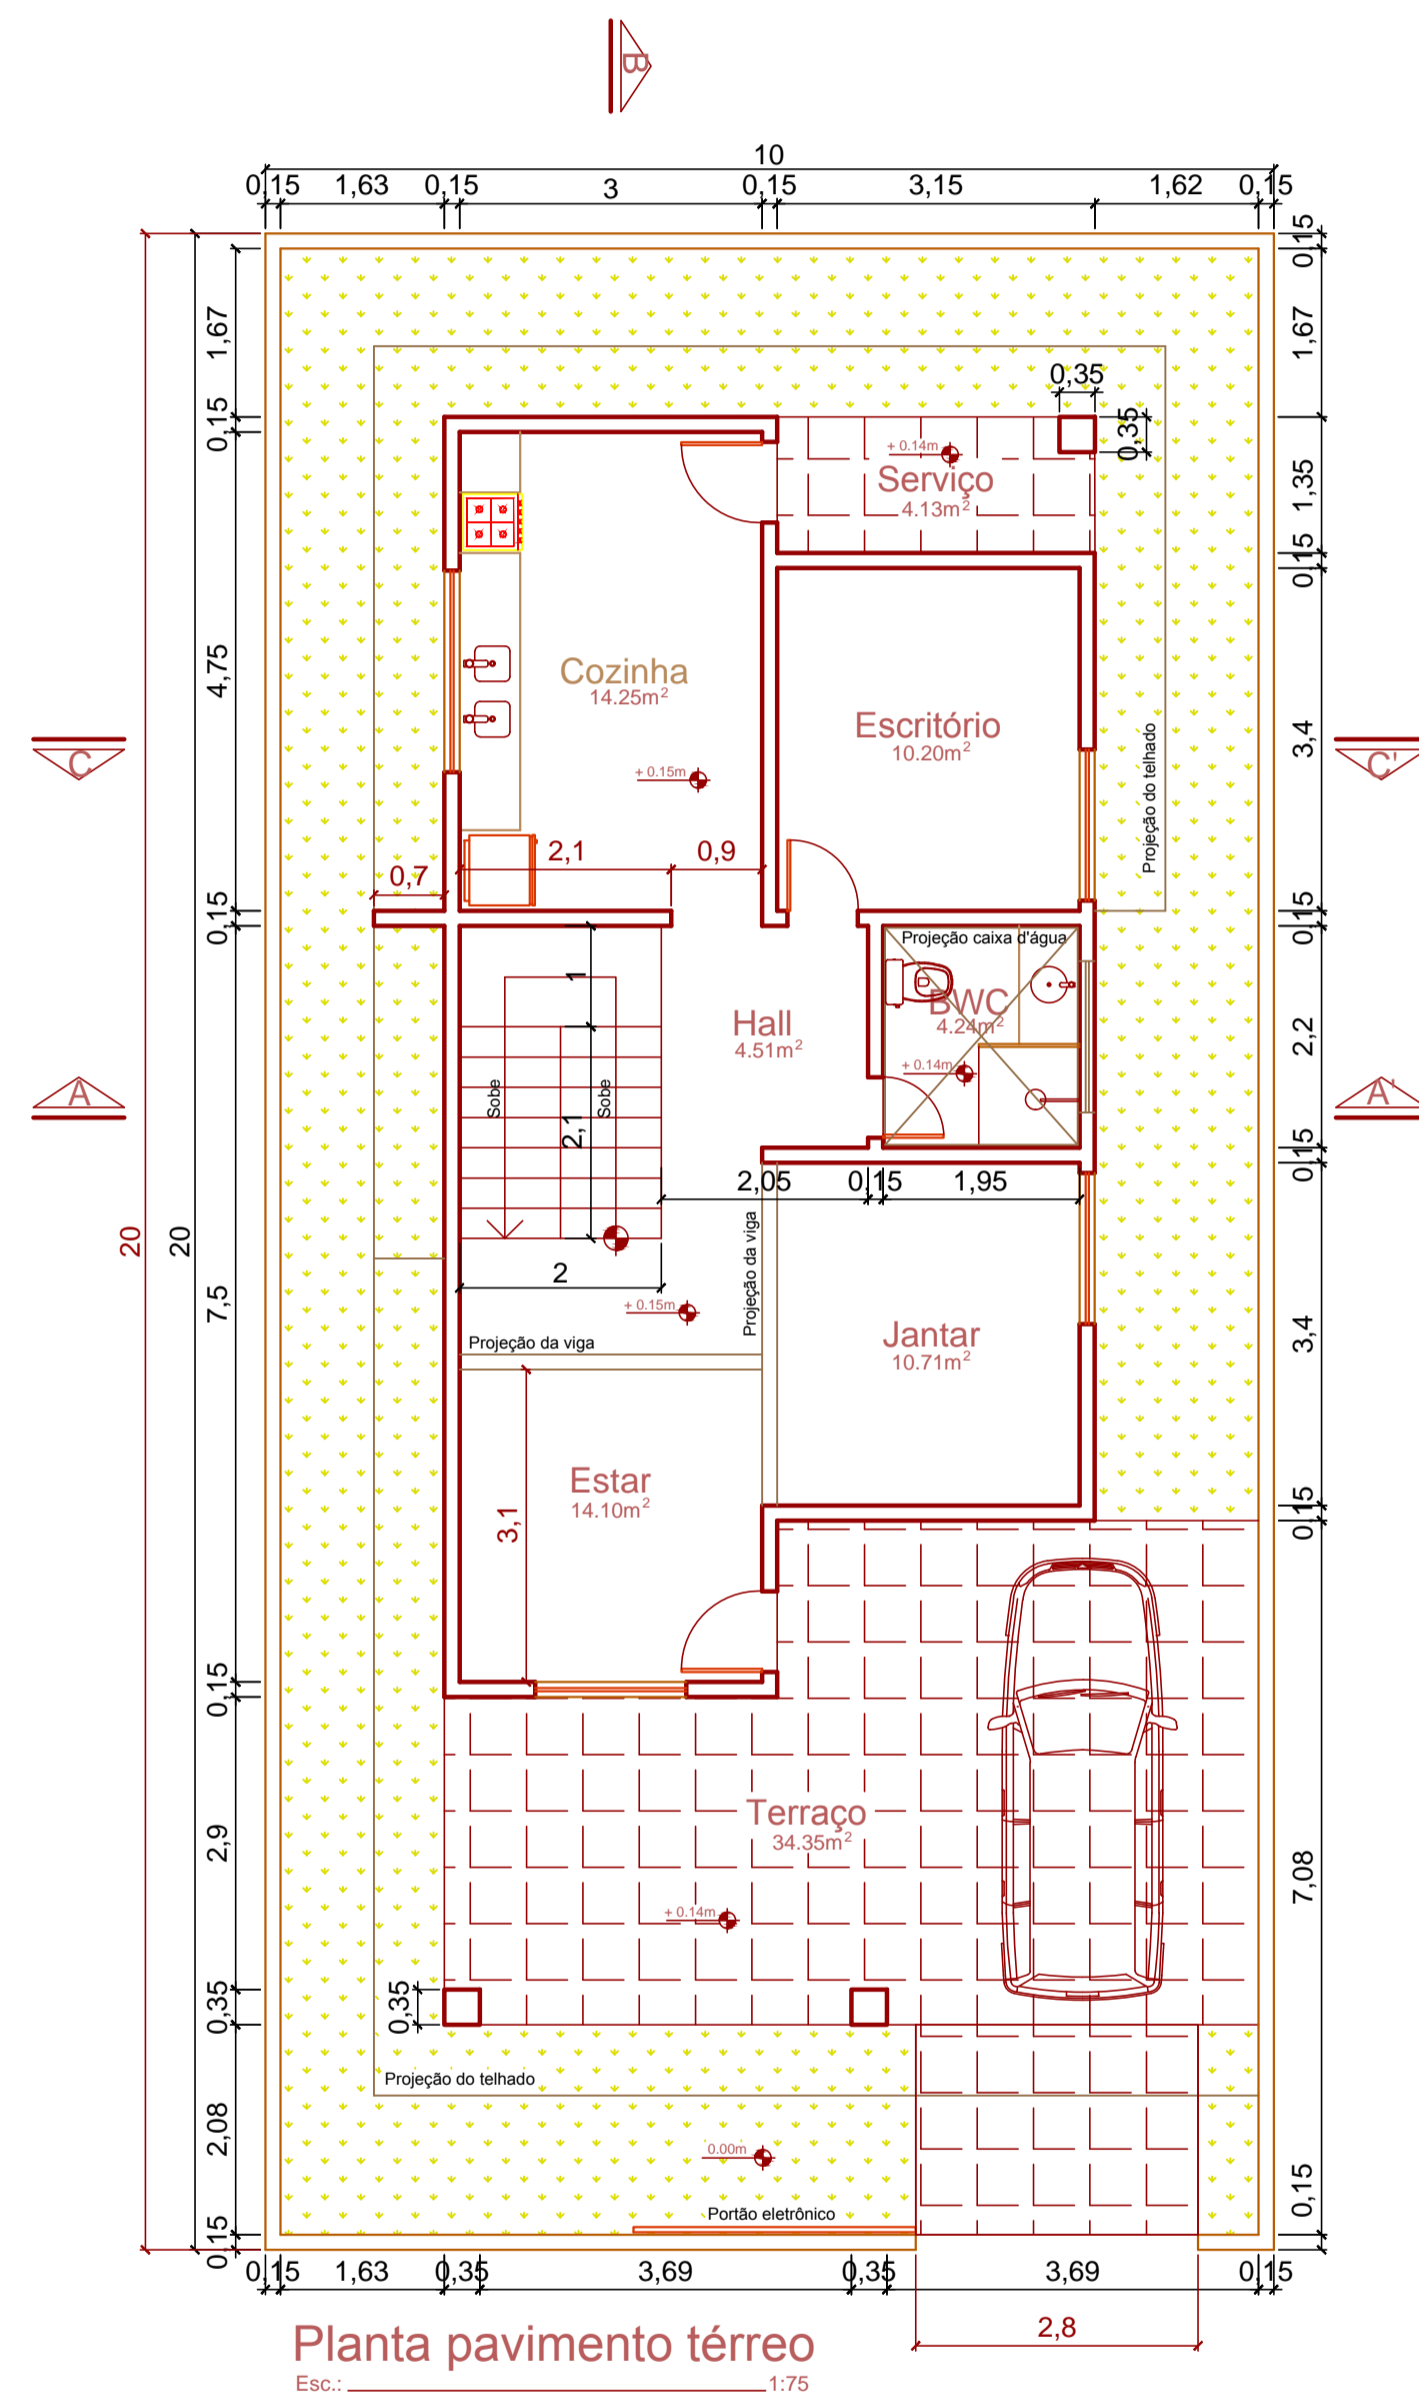 B
10
0,15 1,63 0,15 3 0,15 3,15 1,62 0,15
0,15
1,67
1,67
0,35
0,35
0,15
+ 0.14m
Serviço
4.13m²
1,35
0,15
4,75
Cozinha
14.25m²
Escritório
10.20m²
3,4
Projeção do telhado
C
C'
+ 0.15m
2,1
0,9
0,7
0,15
0,15
Projeção caixa d'água
1
BWC
4.24m²
Hall
4.51m²
2,2
+ 0.14m
Sobe
Sobe
2,1
A
A'
0,15
2,05 0,15 1,95
20
20
Projeção da viga
2
7,5
+ 0.15m
Projeção da viga
Jantar
10.71m²
3,4
Estar
14.10m²
3,1
0,15
0,15
Terraço
34.35m²
2,9
7,08
+ 0.14m
0,35
0,35
Projeção do telhado
2,08
0.00m
0,15
Portão eletrônico
0,15
0,15 1,63 0,35 3,69 0,35 3,69 0,15
2,8
Planta pavimento térreo
Esc.: 1:75